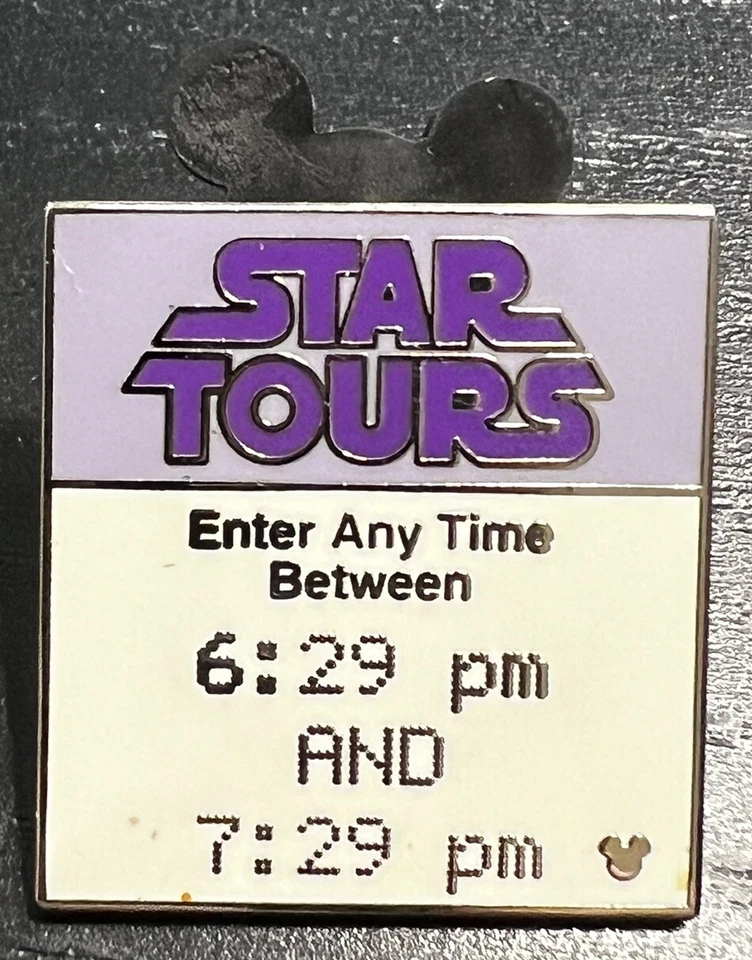 STAR
TOURS
Enter Any Time
Between
6:29 pm
AND
7:29 pm